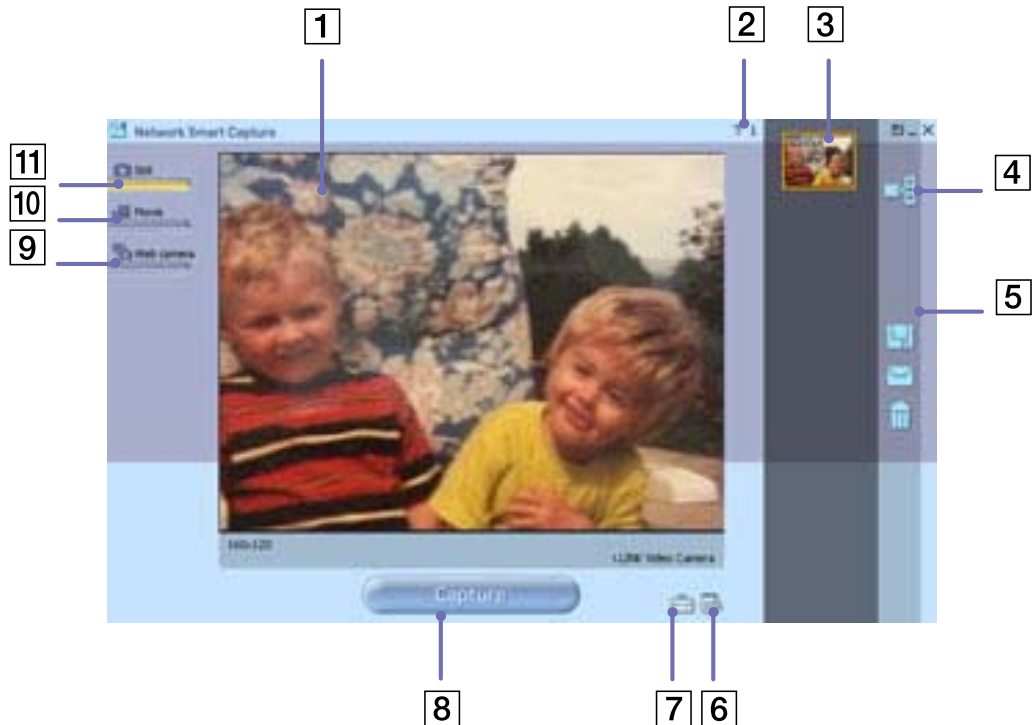 1
2
3
Network Smart Capture
? i
11
Still
4
10
Movie
9
Web camera
5
160x120
i.LINK Video Camera
Capture
8
7
6